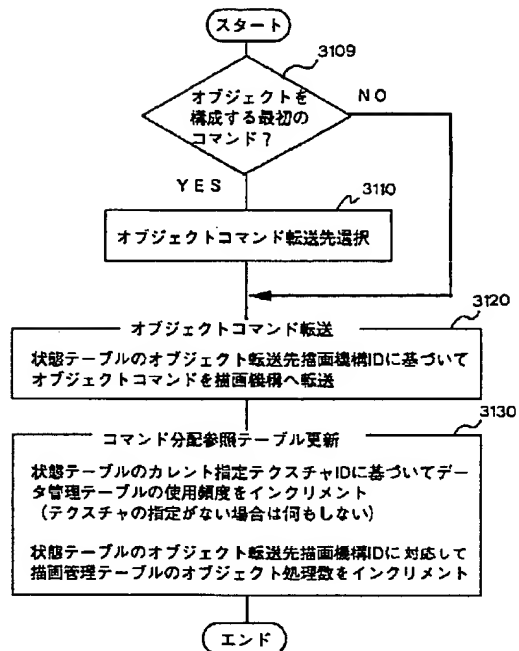 スタート
3109
オブジェクトを
構成する最初の
コマンド?
NO
YES
3110
オブジェクトコマンド転送先選択
3120
オブジェクトコマンド転送
状態テーブルのオブジェクト転送先描画機構IDに基づいて
オブジェクトコマンドを描画機構へ転送
3130
コマンド分配参照テーブル更新
状態テーブルのカレント指定テクスチャIDに基づいてデー
タ管理テーブルの使用頻度をインクリメント
(テクスチャの指定がない場合は何もしない)
状態テーブルのオブジェクト転送先描画機構IDに対応して
描画管理テーブルのオブジェクト処理数をインクリメント
エンド